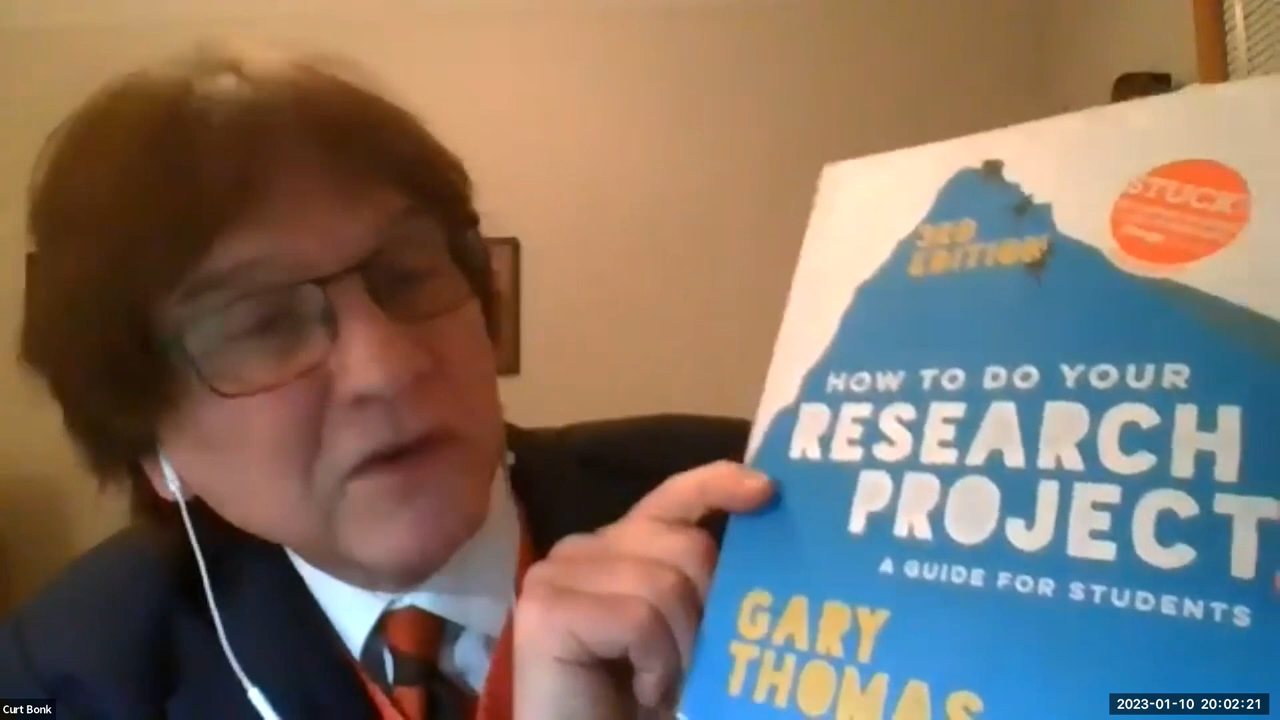 STUCK
3RD
EDITION
HOW TO DO YOUR
RESEARCH
PROJECT
A GUIDE FOR STUDENTS
GARY
THOMAS
Curt Bonk
2023-01-10 20:02:21